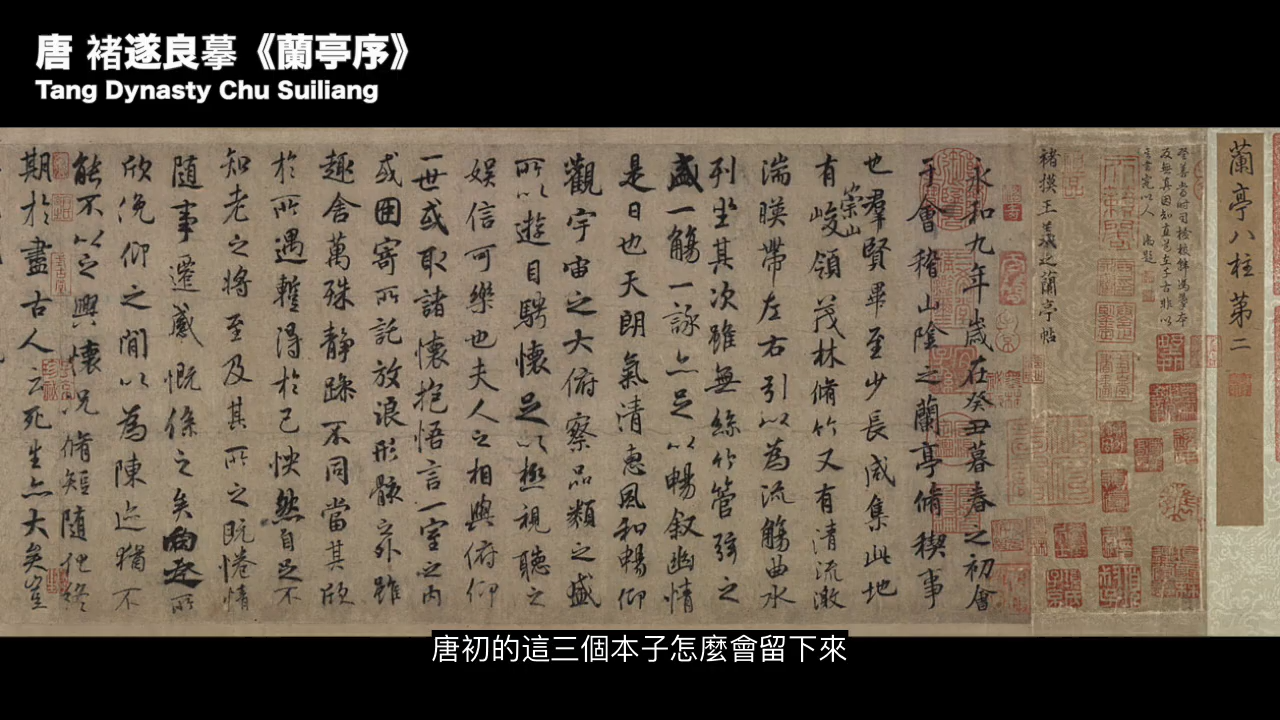 唐 褚遂良摹《蘭亭序》
Tang Dynasty Chu Suiliang
蘭亭八柱第二
褚摸王羲之蘭亭帖
永和九年歲在癸丑暮春之初會
于會稽山陰之蘭亭脩稧事
也羣賢畢至少長咸集此地
有崇山峻領茂林脩竹又有清流激
湍暎帶左右引以為流觴曲水
列坐其次雖無絲竹管弦之
盛一觴一詠亦足以暢叙幽情
是日也天朗氣清惠風和暢仰
觀宇宙之大俯察品類之盛
所以遊目騁懷足以極視聽之
娛信可樂也夫人之相與俯仰
一世或取諸懷抱悟言一室之內
或因寄所託放浪形骸之外雖
趣舍萬殊静躁不同當其欣
於所遇蹔得於己怏然自足不
知老之將至及其所之既惓情
随事遷感慨係之矣向之所
欣俛仰之閒以為陳迹猶不
能不以之興懷況脩短随化終
期於盡古人云死生亦大矣豈
唐初的這三個本子怎麼會留下來